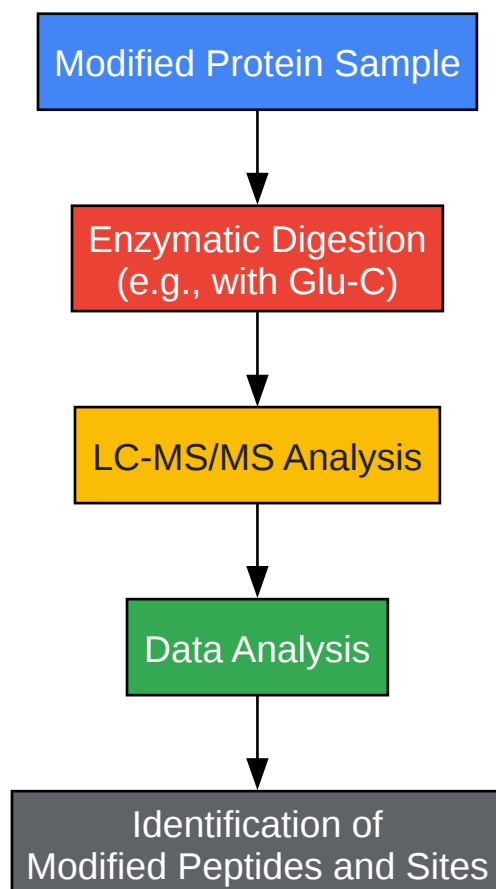 Modified Protein Sample
Enzymatic Digestion
(e.g., with Glu-C)
LC-MS/MS Analysis
Data Analysis
Identification of
Modified Peptides and Sites